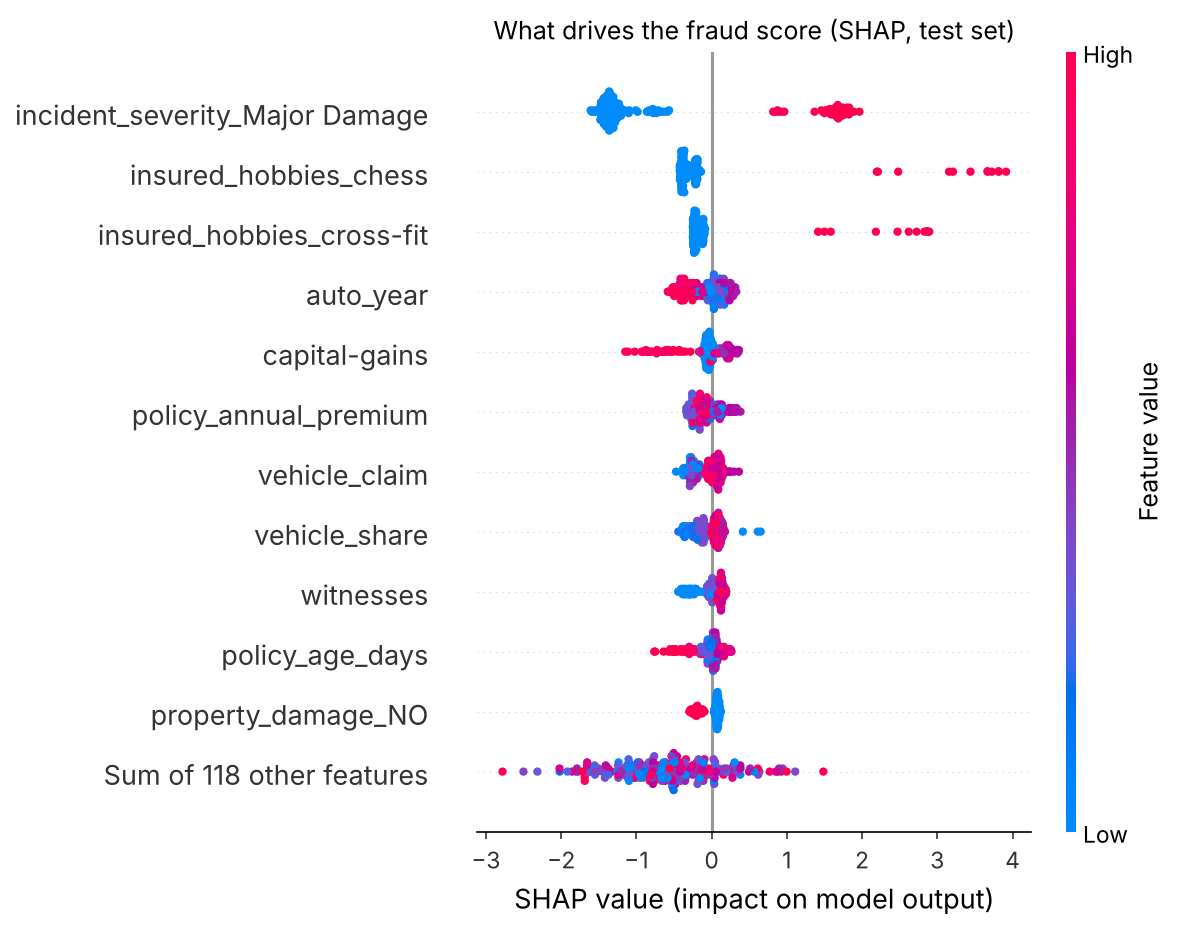 What drives the fraud score (SHAP, test set)
High
incident_severity_Major Damage
insured_hobbies_chess
insured_hobbies_cross-fit
auto_year
capital-gains
policy_annual_premium
vehicle_claim
vehicle_share
witnesses
policy_age_days
property_damage_NO
Sum of 118 other features
Feature value
Low
−3 −2 −1 0 1 2 3 4
SHAP value (impact on model output)